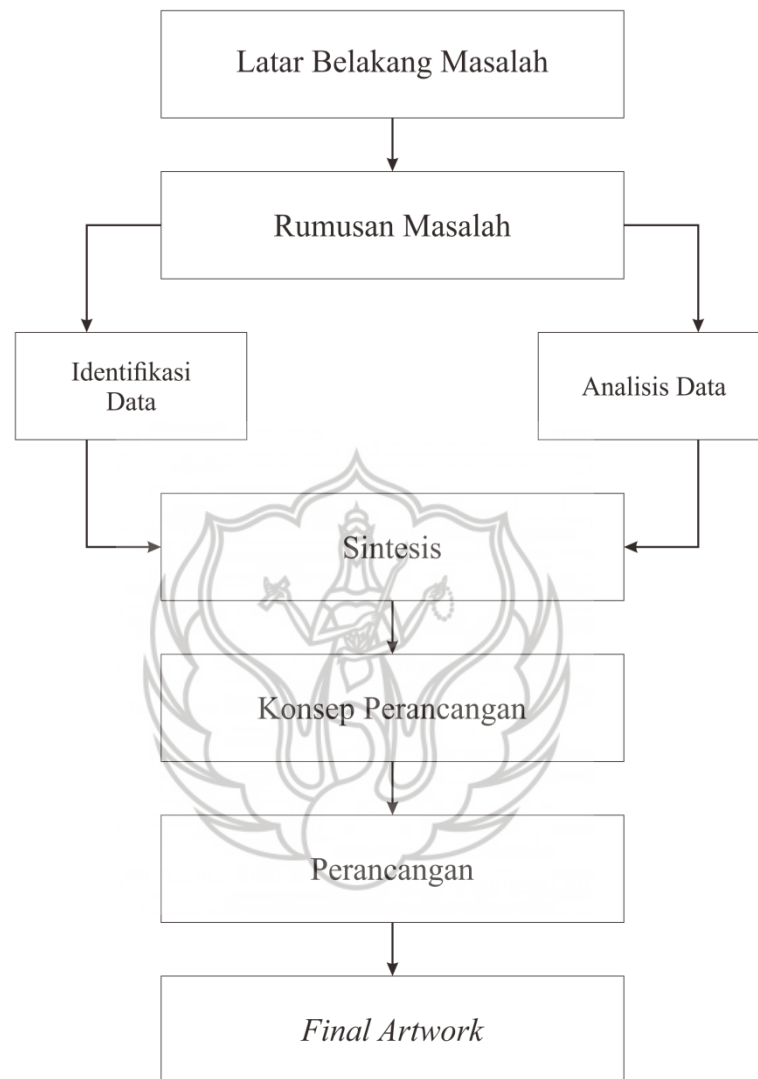 Latar Belakang Masalah
Rumusan Masalah
Identifikasi
Data
Analisis Data
Sintesis
Konsep Perancangan
Perancangan
Final Artwork